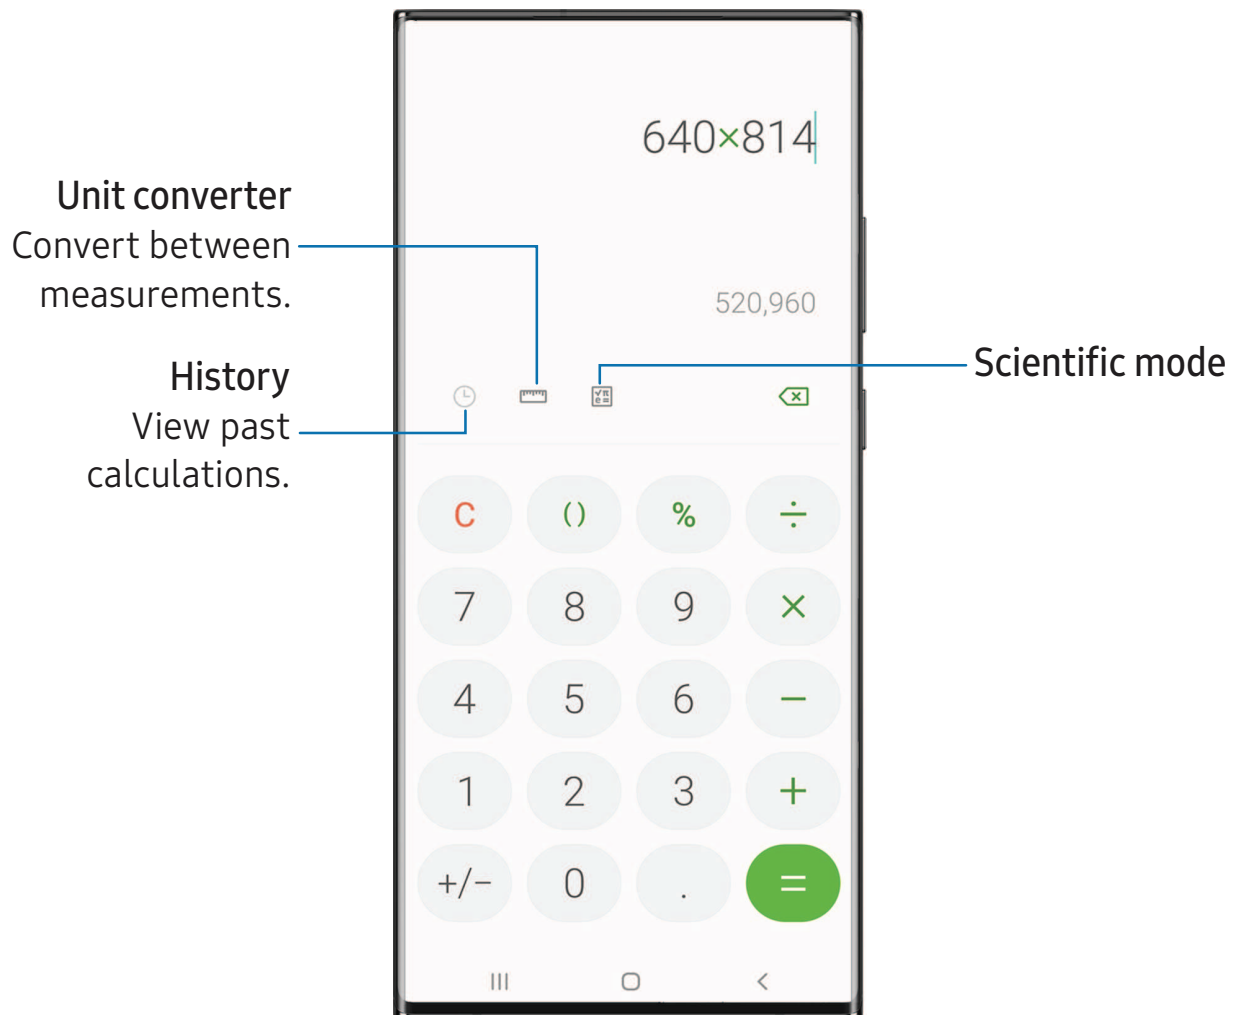 640×814
Unit converter
Convert between
measurements.
520,960
Scientific mode
History
View past
calculations.
√π
e=
C () % ÷
7 8 9 ×
4 5 6 −
1 2 3 +
+/− 0 . =